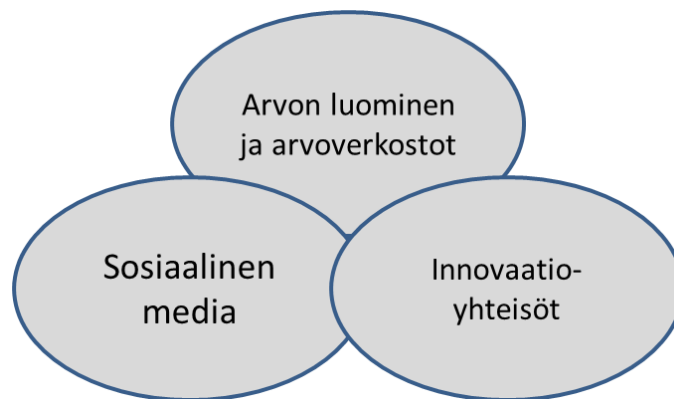 Arvon luominen
ja arvoverkostot
Sosiaalinen
media
Innovaatio-
yhteisöt